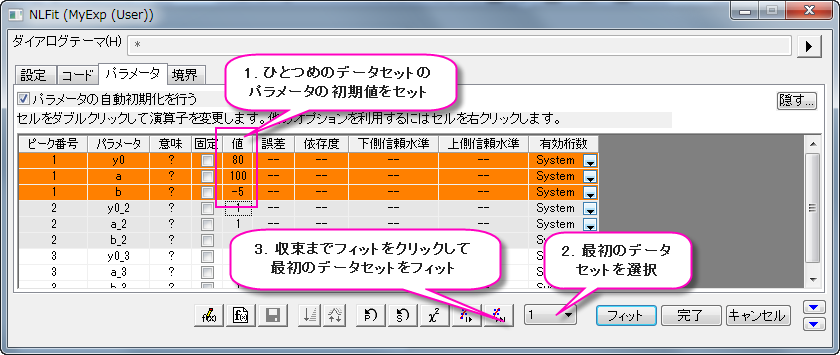 NLFit (MyExp (User))
ダイアログテーマ(H) *
設定 コード パラメータ 境界
1. ひとつめのデータセットの
パラメータの初期値をセット
パラメータの自動初期化を行う 隠す...
セルをダブルクリックして演算子を変更します。他のオプションを利用するにはセルを右クリックします。
ピーク番号 パラメータ 意味 固定 値 誤差 依存度 下側信頼水準 上側信頼水準 有効桁数
1 y0 ? 80 -- -- -- -- System
1 a ? 100 -- -- -- -- System
1 b ? -5 -- -- -- -- System
2 y0_2 ? 1 -- -- -- -- System
2 a_2 ? 1 -- -- -- -- System
2 b_2 ? System
3 y0_3 ?
3 a_3 ?
3. 収束までフィットをクリックして
最初のデータセットをフィット
2. 最初のデータ
セットを選択
1 フィット 完了 キャンセル